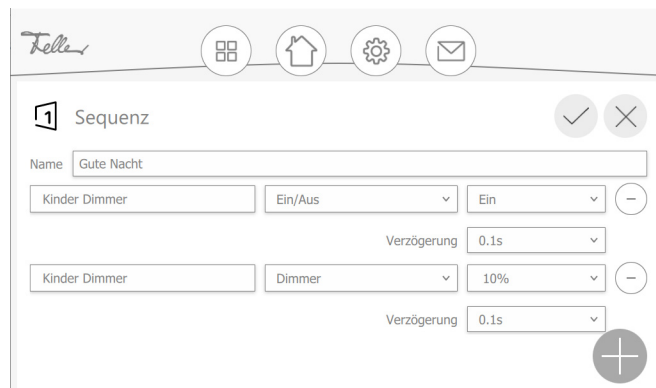 Feller
1 Sequenz
Name Gute Nacht
Kinder Dimmer Ein/Aus Ein
Verzögerung 0.1s
Kinder Dimmer Dimmer 10%
Verzögerung 0.1s